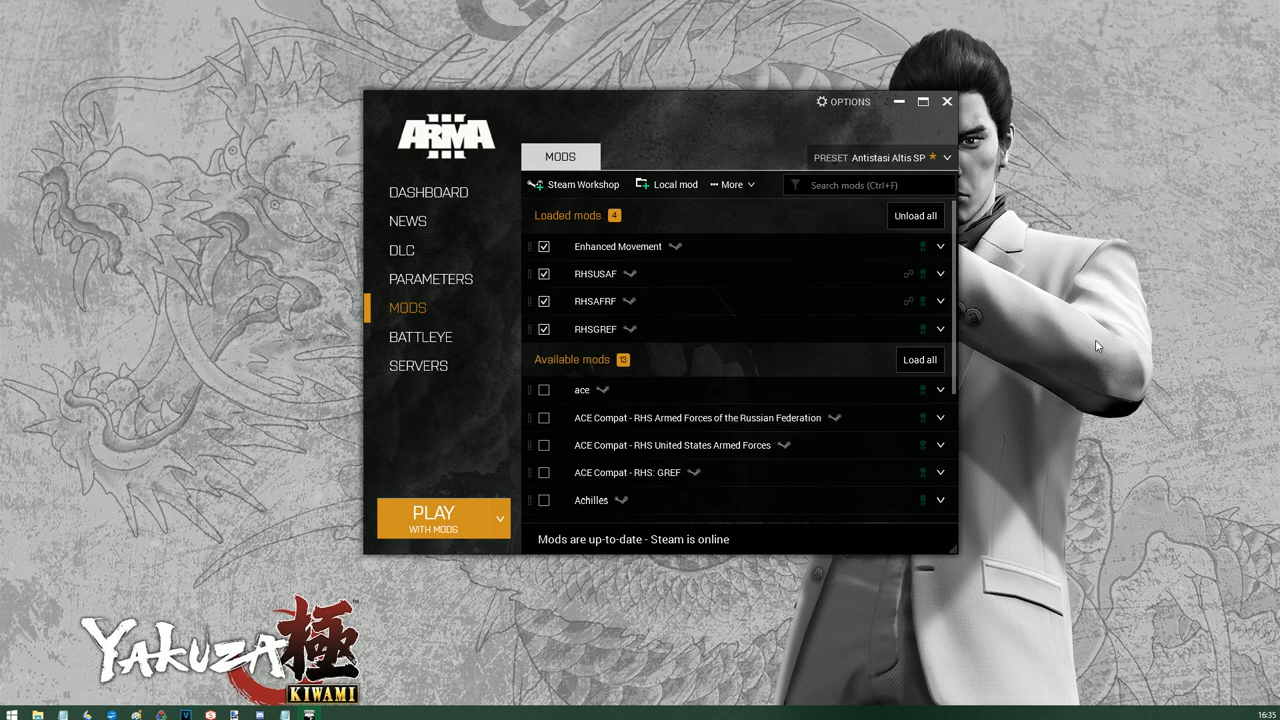 OPTIONS
ARMA III
MODS
PRESET Antistasi Altis SP *
DASHBOARD
NEWS
DLC
PARAMETERS
MODS
BATTLEYE
SERVERS
PLAY
WITH MODS
Steam Workshop
Local mod
••• More
Search mods (Ctrl+F)
Loaded mods 4
Unload all
Enhanced Movement
RHSUSAF
RHSAFRF
RHSGREF
Available mods 13
Load all
ace
ACE Compat - RHS Armed Forces of the Russian Federation
ACE Compat - RHS United States Armed Forces
ACE Compat - RHS: GREF
Achilles
Mods are up-to-date - Steam is online
YAKUZA 極 ™
KIWAMI
16:35